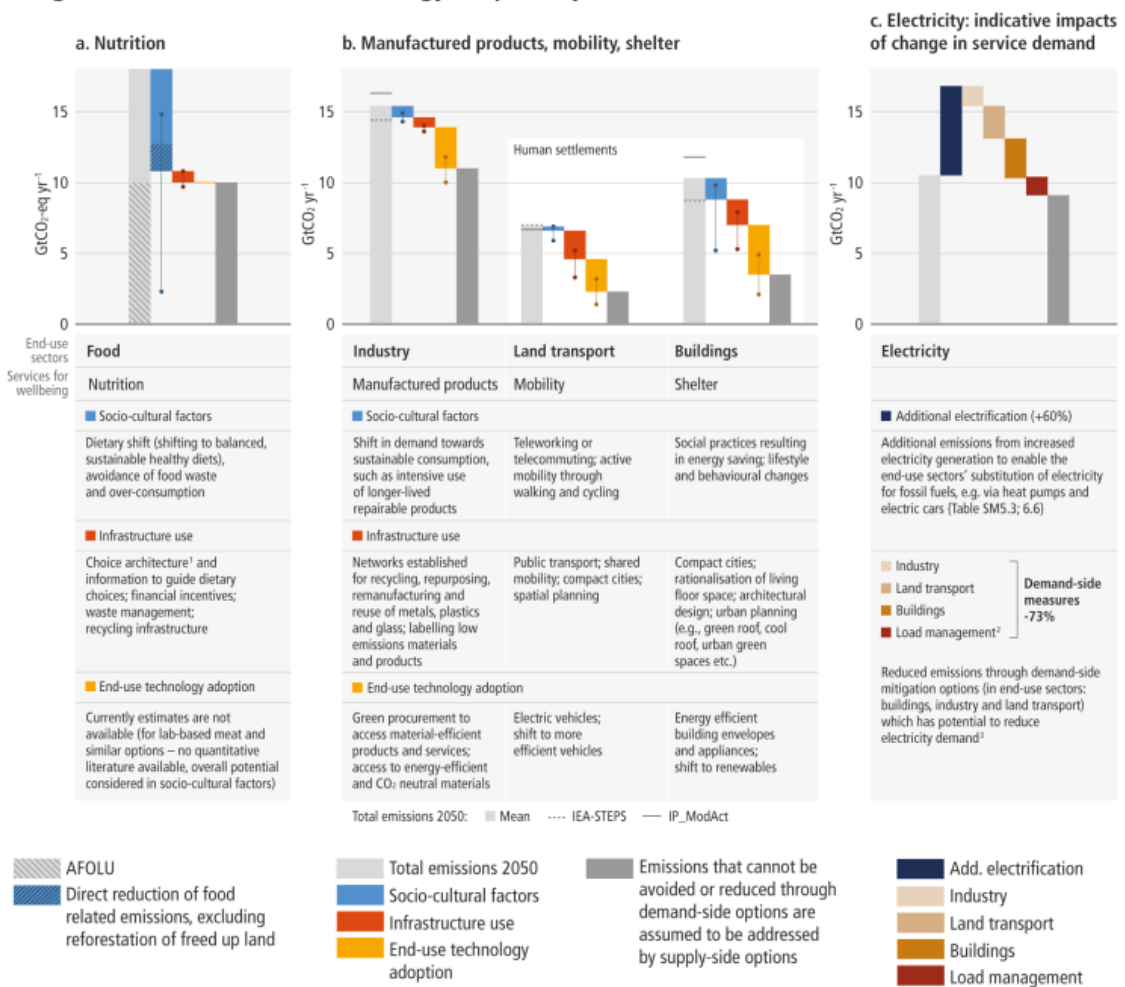 a. Nutrition
b. Manufactured products, mobility, shelter
c. Electricity: indicative impacts
of change in service demand
GtCO₂-eq yr⁻¹
15
10
5
0
GtCO₂ yr⁻¹
15
10
5
0
Human settlements
GtCO₂ yr⁻¹
15
10
5
0
End-use
sectors
Services for
wellbeing
Food
Nutrition
Socio-cultural factors
Dietary shift (shifting to balanced,
sustainable healthy diets),
avoidance of food waste
and over-consumption
Infrastructure use
Choice architecture¹ and
information to guide dietary
choices; financial incentives;
waste management;
recycling infrastructure
End-use technology adoption
Currently estimates are not
available (for lab-based meat and
similar options – no quantitative
literature available, overall potential
considered in socio-cultural factors)
Industry
Land transport
Buildings
Manufactured products
Mobility
Shelter
Socio-cultural factors
Shift in demand towards
sustainable consumption,
such as intensive use
of longer-lived
repairable products
Teleworking or
telecommuting; active
mobility through
walking and cycling
Social practices resulting
in energy saving; lifestyle
and behavioural changes
Infrastructure use
Networks established
for recycling, repurposing,
remanufacturing and
reuse of metals, plastics
and glass; labelling low
emissions materials
and products
Public transport; shared
mobility; compact cities;
spatial planning
Compact cities;
rationalisation of living
floor space; architectural
design; urban planning
(e.g., green roof, cool
roof, urban green
spaces etc.)
End-use technology adoption
Green procurement to
access material-efficient
products and services;
access to energy-efficient
and CO₂ neutral materials
Electric vehicles;
shift to more
efficient vehicles
Energy efficient
building envelopes
and appliances;
shift to renewables
Electricity
Additional electrification (+60%)
Additional emissions from increased
electricity generation to enable the
end-use sectors' substitution of electricity
for fossil fuels, e.g. via heat pumps and
electric cars {Table SM5.3; 6.6}
Industry
Land transport
Buildings
Load management²
Demand-side
measures
-73%
Reduced emissions through demand-side
mitigation options (in end-use sectors:
buildings, industry and land transport)
which has potential to reduce
electricity demand³
Total emissions 2050: Mean IEA-STEPS IP_ModAct
AFOLU
Direct reduction of food
related emissions, excluding
reforestation of freed up land
Total emissions 2050
Socio-cultural factors
Infrastructure use
End-use technology
adoption
Emissions that cannot be
avoided or reduced through
demand-side options are
assumed to be addressed
by supply-side options
Add. electrification
Industry
Land transport
Buildings
Load management